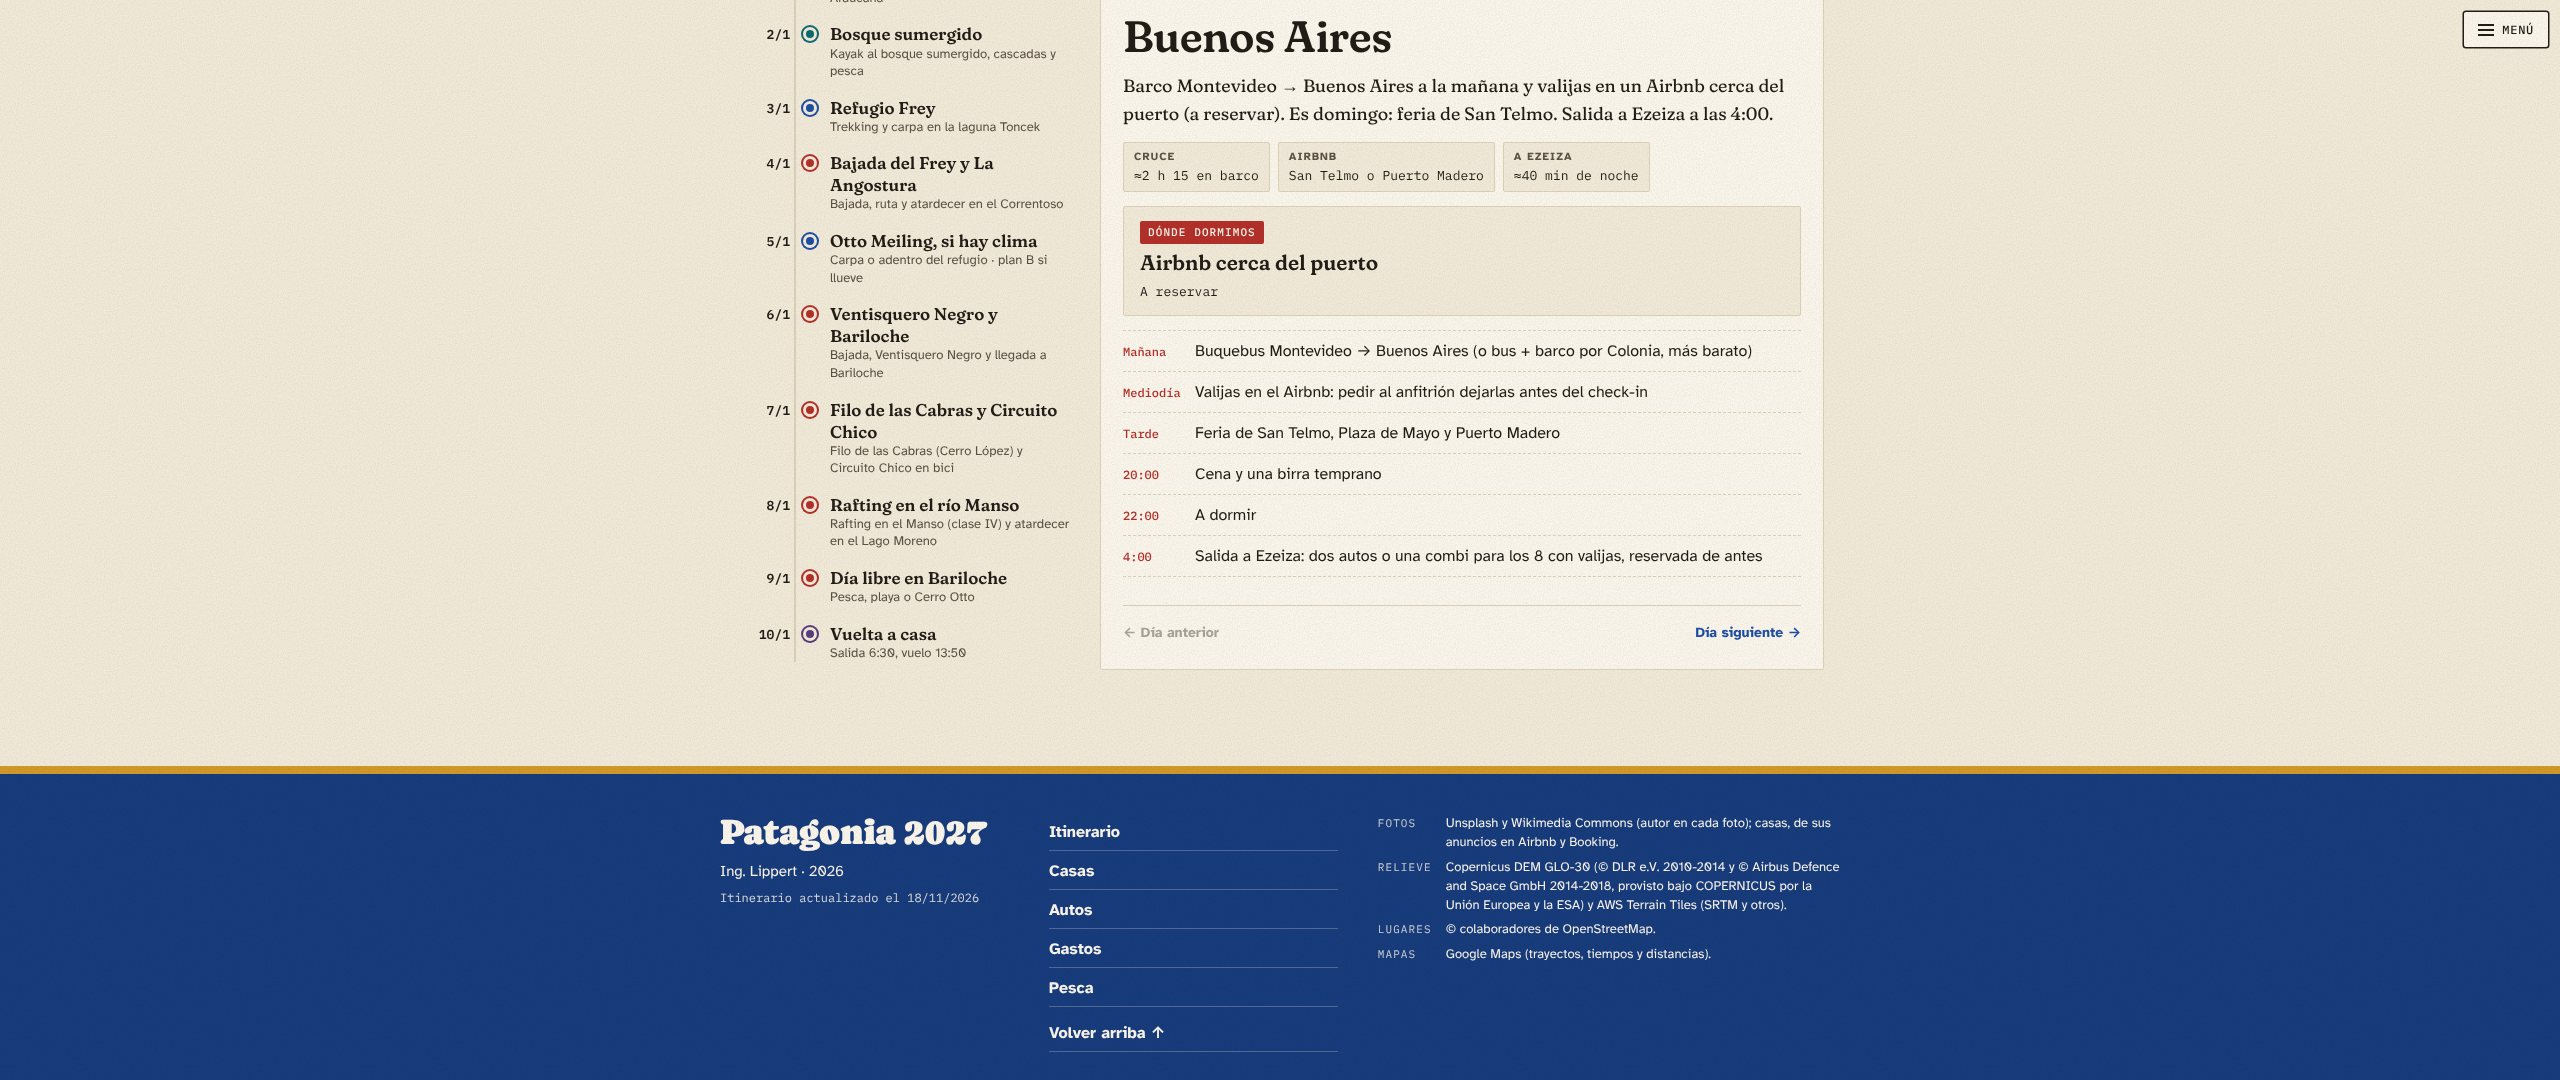 MENÚ
Araucanía
2/1 Bosque sumergido
Kayak al bosque sumergido, cascadas y
pesca
3/1 Refugio Frey
Trekking y carpa en la laguna Toncek
4/1 Bajada del Frey y La
Angostura
Bajada, ruta y atardecer en el Correntoso
5/1 Otto Meiling, si hay clima
Carpa o adentro del refugio · plan B si
llueve
6/1 Ventisquero Negro y
Bariloche
Bajada, Ventisquero Negro y llegada a
Bariloche
7/1 Filo de las Cabras y Circuito
Chico
Filo de las Cabras (Cerro López) y
Circuito Chico en bici
8/1 Rafting en el río Manso
Rafting en el Manso (clase IV) y atardecer
en el Lago Moreno
9/1 Día libre en Bariloche
Pesca, playa o Cerro Otto
10/1 Vuelta a casa
Salida 6:30, vuelo 13:50
Buenos Aires
Barco Montevideo → Buenos Aires a la mañana y valijas en un Airbnb cerca del
puerto (a reservar). Es domingo: feria de San Telmo. Salida a Ezeiza a las 4:00.
CRUCE
≈2 h 15 en barco
AIRBNB
San Telmo o Puerto Madero
A EZEIZA
≈40 min de noche
DÓNDE DORMIMOS
Airbnb cerca del puerto
A reservar
Mañana Buquebus Montevideo → Buenos Aires (o bus + barco por Colonia, más barato)
Mediodía Valijas en el Airbnb: pedir al anfitrión dejarlas antes del check-in
Tarde Feria de San Telmo, Plaza de Mayo y Puerto Madero
20:00 Cena y una birra temprano
22:00 A dormir
4:00 Salida a Ezeiza: dos autos o una combi para los 8 con valijas, reservada de antes
← Día anterior
Día siguiente →
Patagonia 2027
Ing. Lippert · 2026
Itinerario actualizado el 18/11/2026
Itinerario
Casas
Autos
Gastos
Pesca
Volver arriba ↑
FOTOS Unsplash y Wikimedia Commons (autor en cada foto); casas, de sus
anuncios en Airbnb y Booking.
RELIEVE Copernicus DEM GLO-30 (© DLR e.V. 2010-2014 y © Airbus Defence
and Space GmbH 2014-2018, provisto bajo COPERNICUS por la
Unión Europea y la ESA) y AWS Terrain Tiles (SRTM y otros).
LUGARES © colaboradores de OpenStreetMap.
MAPAS Google Maps (trayectos, tiempos y distancias).